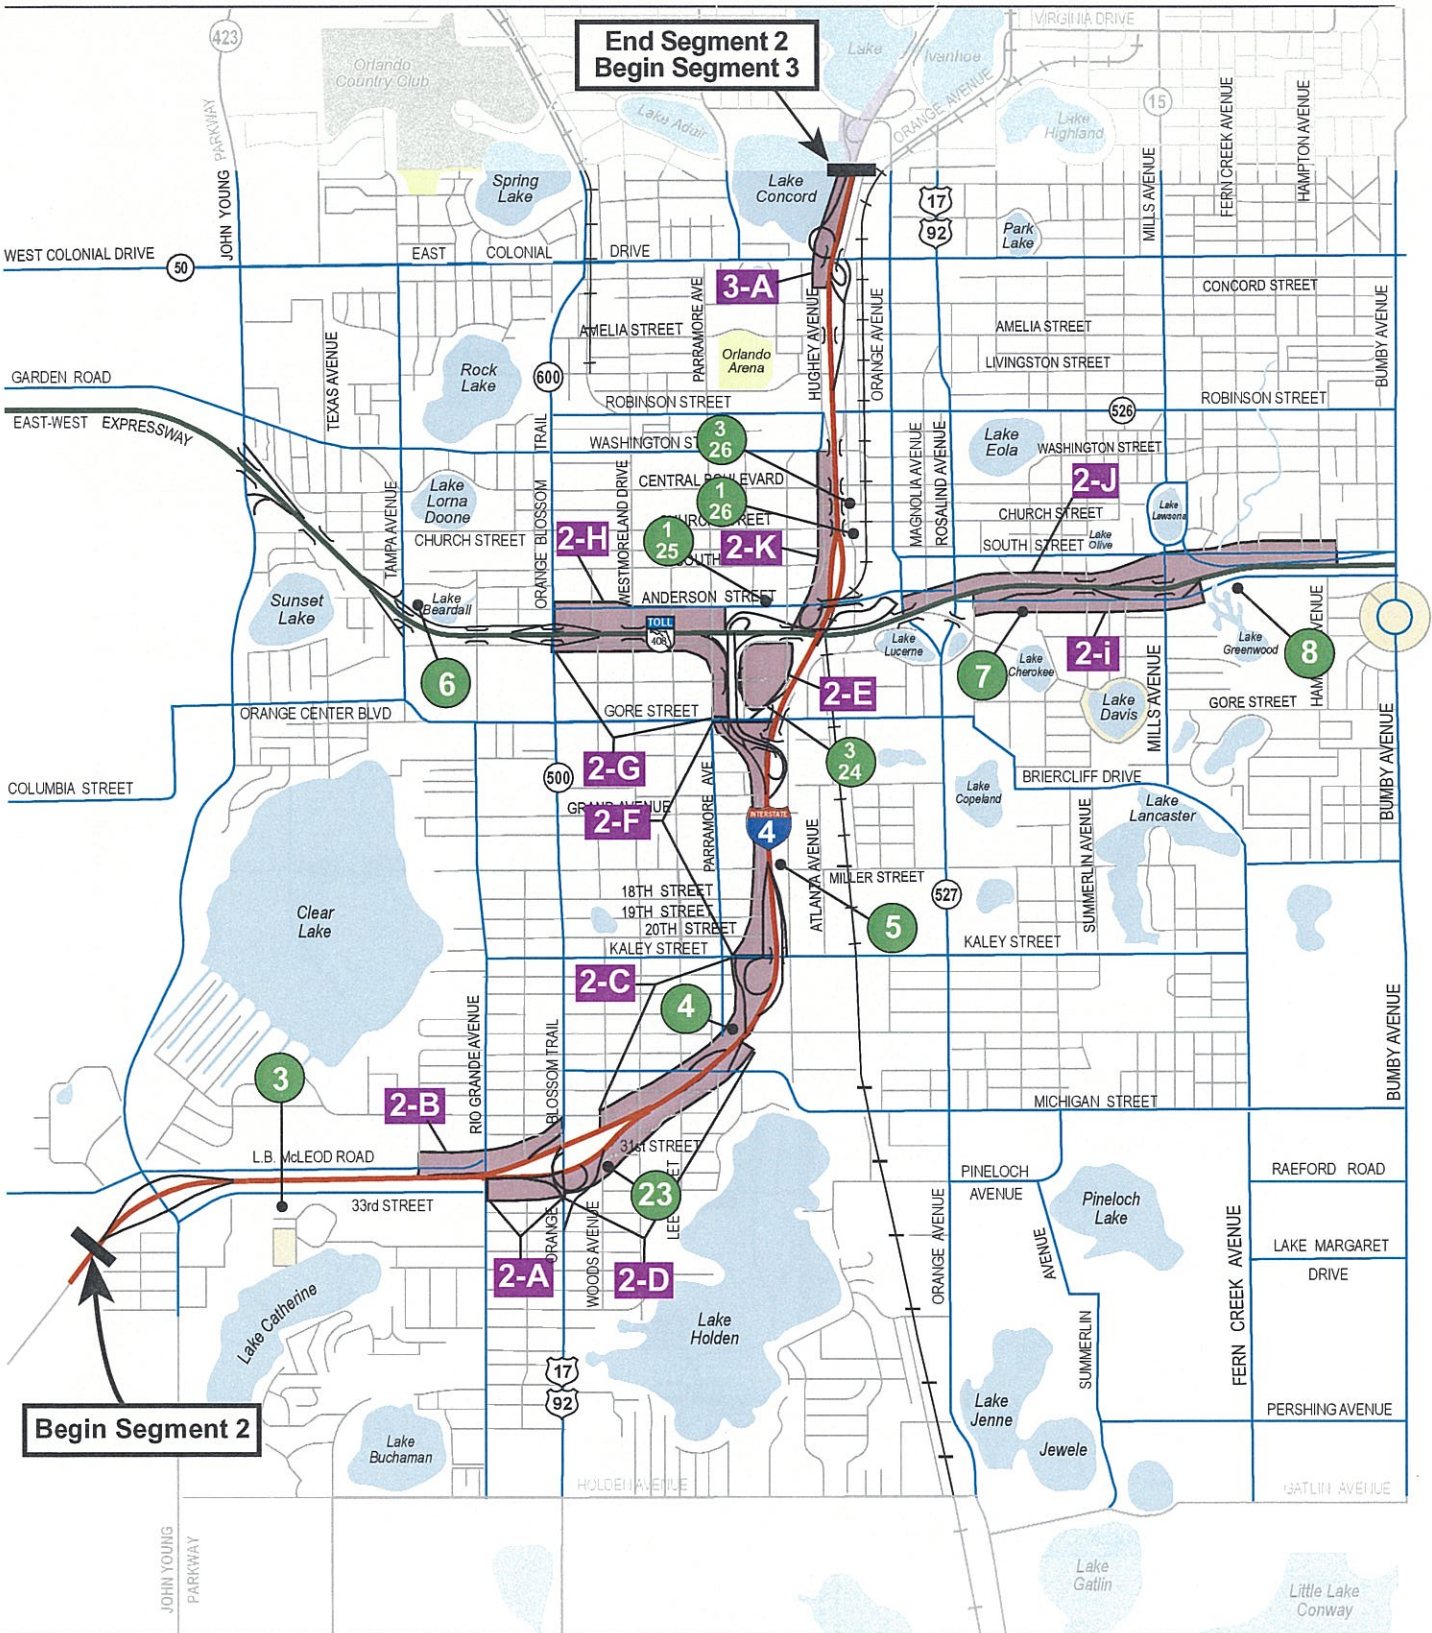 End Segment 2
Begin Segment 3
Lake
Ivanhoe
VIRGINIA DRIVE
423
Orlando
Country Club
Lake Adair
ORANGE AVENUE
Lake
Highland
15
JOHN YOUNG PARKWAY
Spring
Lake
Lake
Concord
17
92
Park
Lake
MILLS AVENUE
FERN CREEK AVENUE
HAMPTON AVENUE
WEST COLONIAL DRIVE
50
EAST COLONIAL DRIVE
3-A
CONCORD STREET
PARRAMORE AVE
HUGHEY AVENUE
ORANGE AVENUE
BUMBY AVENUE
AMELIA STREET
AMELIA STREET
TEXAS AVENUE
Rock
Lake
Orlando
Arena
LIVINGSTON STREET
GARDEN ROAD
600
ROBINSON STREET
526
ROBINSON STREET
EAST-WEST EXPRESSWAY
WASHINGTON ST
3
26
MAGNOLIA AVENUE
ROSALIND AVENUE
Lake
Eola
WASHINGTON STREET
TAMPA AVENUE
Lake
Lorna
Doone
ORANGE BLOSSOM TRAIL
WESTMORELAND DRIVE
CENTRAL BOULEVARD
1
26
2-J
CHURCH STREET
Lake
Lawsona
CHURCH STREET
2-H
1
25
2-K
SOUTH
SOUTH STREET
Lake
Olive
Sunset
Lake
Lake
Beardall
ANDERSON STREET
TOLL
408
Lake
Lucerne
Lake
Cherokee
2-i
Lake
Greenwood
8
6
7
2-E
Lake
Davis
MILLS AVENUE
ORANGE CENTER BLVD
GORE STREET
GORE STREET
3
24
2-G
COLUMBIA STREET
500
PARRAMORE AVE
Lake
Copeland
BRIERCLIFF DRIVE
BUMBY AVENUE
2-F
INTERSTATE
4
Lake
Lancaster
ATLANTA AVENUE
SUMMERLIN AVENUE
MILLER STREET
18TH STREET
527
Clear
Lake
19TH STREET
5
20TH STREET
KALEY STREET
KALEY STREET
2-C
4
RIO GRANDE AVENUE
BLOSSOM TRAIL
BUMBY AVENUE
3
2-B
MICHIGAN STREET
31st STREET
L.B. McLEOD ROAD
PINELOCH
AVENUE
RAEFORD ROAD
33rd STREET
23
Pineloch
Lake
ORANGE
WOODS AVENUE
LEE
ORANGE AVENUE
AVENUE
LAKE MARGARET
DRIVE
2-A
2-D
Lake Catherine
Lake
Holden
SUMMERLIN
FERN CREEK AVENUE
17
92
Lake
Jenne
PERSHING AVENUE
Begin Segment 2
Lake
Buchaman
Jewele
HOLDEN AVENUE
GATLIN AVENUE
JOHN YOUNG
PARKWAY
Lake
Gatlin
Little Lake
Conway